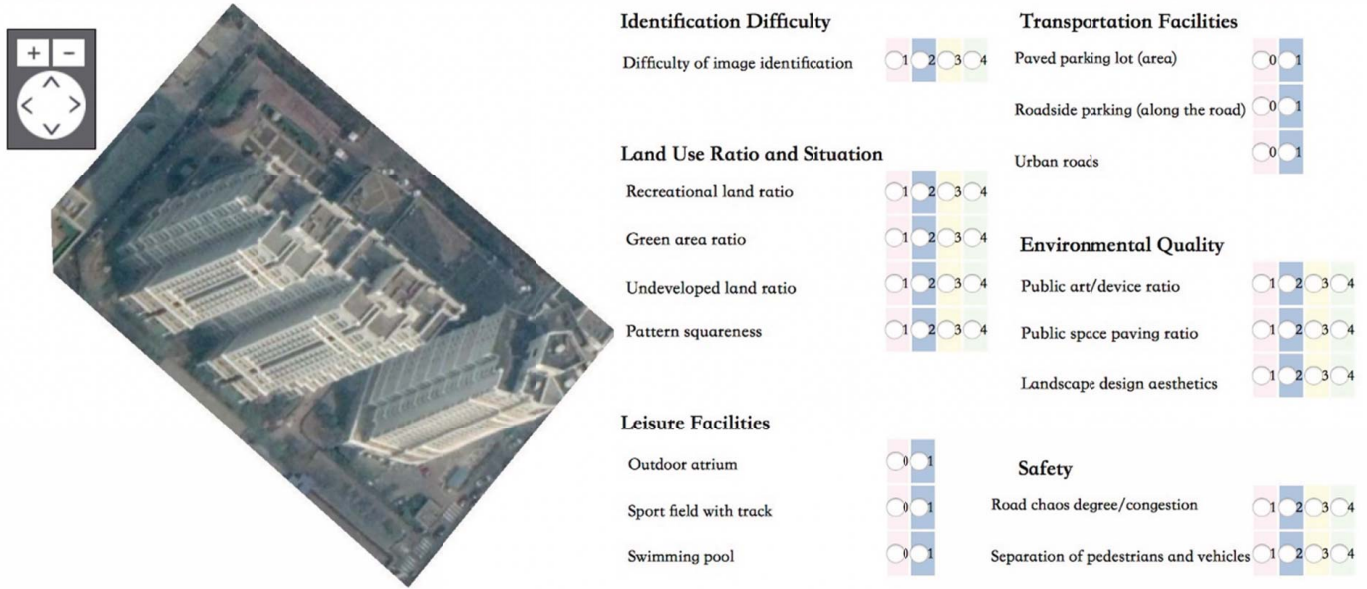 + −
Identification Difficulty
Difficulty of image identification 1 2 3 4
Land Use Ratio and Situation
Recreational land ratio 1 2 3 4
Green area ratio 1 2 3 4
Undeveloped land ratio 1 2 3 4
Pattern squareness 1 2 3 4
Leisure Facilities
Outdoor atrium 0 1
Sport field with track 0 1
Swimming pool 0 1
Transportation Facilities
Paved parking lot (area) 0 1
Roadside parking (along the road) 0 1
Urban roads 0 1
Environmental Quality
Public art/device ratio 1 2 3 4
Public spcce paving ratio 1 2 3 4
Landscape design aesthetics 1 2 3 4
Safety
Road chaos degree/congestion 1 2 3 4
Separation of pedestrians and vehicles 1 2 3 4